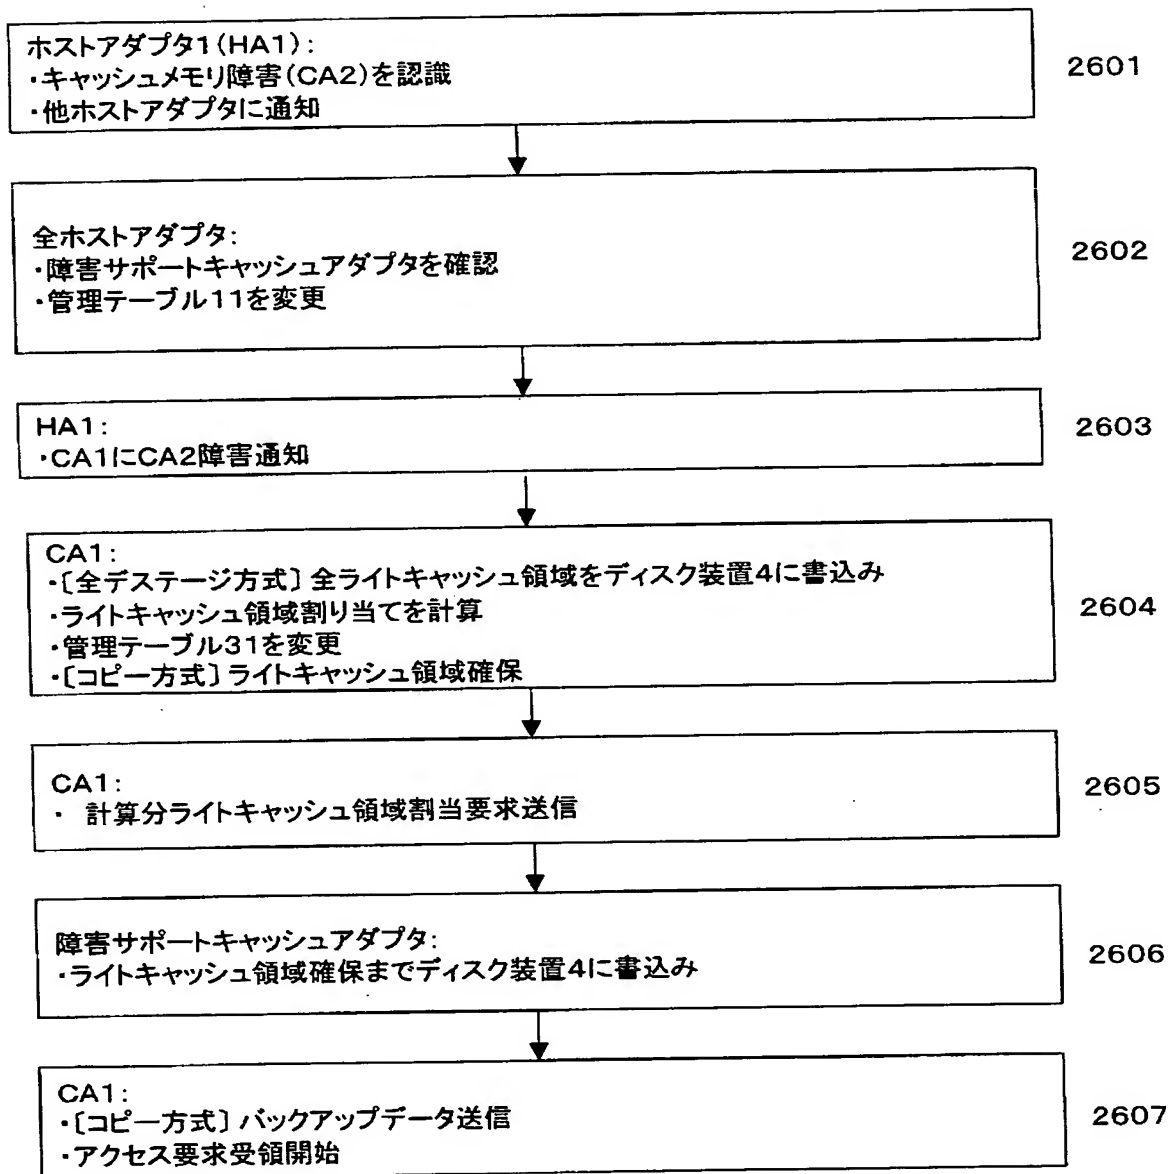 ホストアダプタ1(HA1):
・キャッシュメモリ障害(CA2)を認識
・他ホストアダプタに通知
2601
全ホストアダプタ:
・障害サポートキャッシュアダプタを確認
・管理テーブル11を変更
2602
HA1:
・CA1にCA2障害通知
2603
CA1:
・〔全デステージ方式〕全ライトキャッシュ領域をディスク装置4に書込み
・ライトキャッシュ領域割り当てを計算
・管理テーブル31を変更
・〔コピー方式〕ライトキャッシュ領域確保
2604
CA1:
・ 計算分ライトキャッシュ領域割当要求送信
2605
障害サポートキャッシュアダプタ:
・ライトキャッシュ領域確保までディスク装置4に書込み
2606
CA1:
・〔コピー方式〕バックアップデータ送信
・アクセス要求受領開始
2607